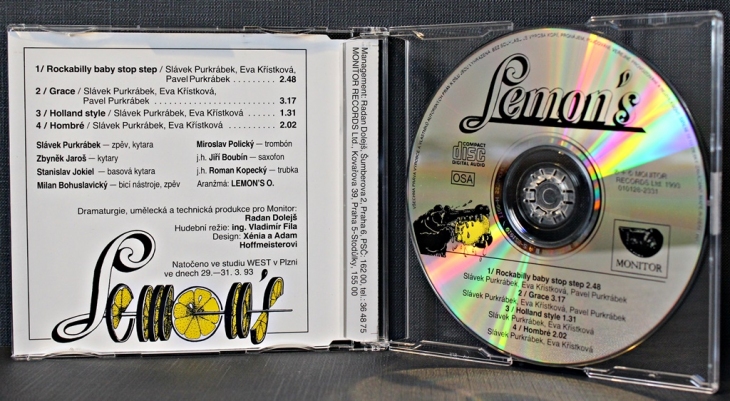 1/ Rockabilly baby stop step / Slávek Purkrábek, Eva Křístková,
Pavel Purkrábek ......... 2.48
2/ Grace / Slávek Purkrábek, Eva Křístková,
Pavel Purkrábek .................. 3.17
3/ Holland style / Slávek Purkrábek, Eva Křístková ...... 1.31
4/ Hombré / Slávek Purkrábek, Eva Křístková ......... 2.02
Slávek Purkrábek — zpěv, kytara
Zbyněk Jaroš — kytary
Stanislav Jokiel — basová kytara
Milan Bohuslavický — bicí nástroje, zpěv
Miroslav Polický — trombón
j.h. Jiří Boubín — saxofon
j.h. Roman Kopecký — trubka
Aranžmá: LEMON'S O.
Dramaturgie, umělecká a technická produkce pro Monitor:
Radan Dolejš
Hudební režie: ing. Vladimír Fila
Design: Xénia a Adam
Hoffmeisterovi
Natočeno ve studiu WEST v Plzni
ve dnech 29.—31. 3. 93
Lemon's
Management: Radan Dolejš, Šumberova 2, Praha 6, PSČ: 162 00, tel.: 36 48 75
MONITOR RECORDS Ltd., Kovařova 39, Praha 5-Stodůlky, 155 00
Lemon's
COMPACT
disc
DIGITAL AUDIO
OSA
MONITOR
RECORDS Ltd. 1993
010126-2331
MONITOR
1/ Rockabilly baby stop step 2.48
Slávek Purkrábek, Eva Křístková, Pavel Purkrábek
2/ Grace 3.17
Slávek Purkrábek, Eva Křístková, Pavel Purkrábek
3/ Holland style 1.31
Slávek Purkrábek, Eva Křístková
4/ Hombré 2.02
Slávek Purkrábek, Eva Křístková